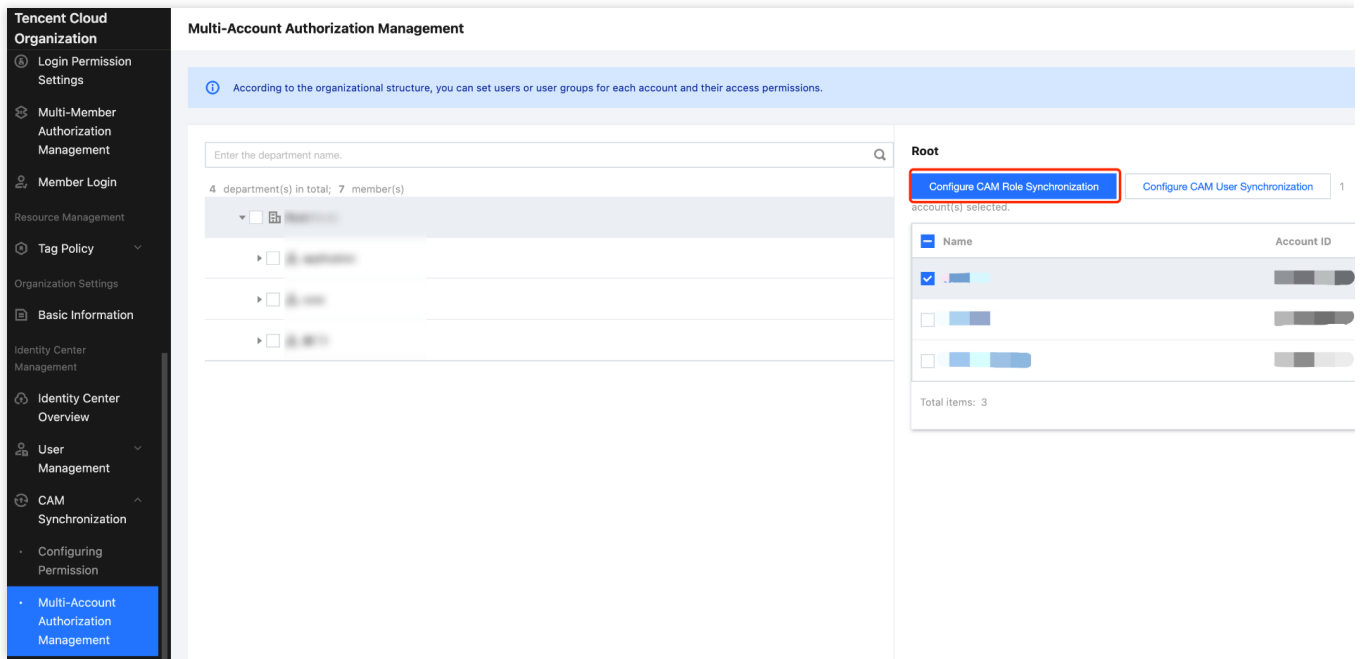 Tencent Cloud
Organization
Login Permission
Settings
Multi-Member
Authorization
Management
Member Login
Resource Management
Tag Policy
Organization Settings
Basic Information
Identity Center
Management
Identity Center
Overview
User
Management
CAM
Synchronization
Configuring
Permission
Multi-Account
Authorization
Management
Multi-Account Authorization Management
According to the organizational structure, you can set users or user groups for each account and their access permissions.
Enter the department name.
4 department(s) in total; 7 member(s)
Root
Configure CAM Role Synchronization
Configure CAM User Synchronization
1
account(s) selected.
Name
Account ID
Total items: 3